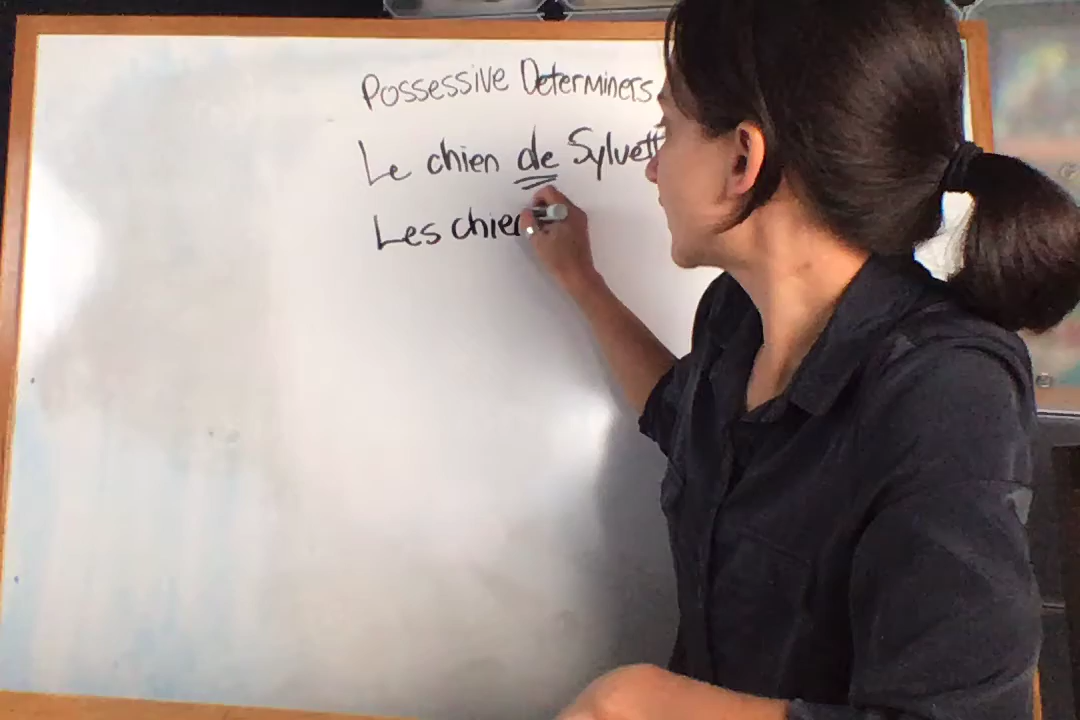 Possessive Determiners
Le chien de Sylvett
Les chien